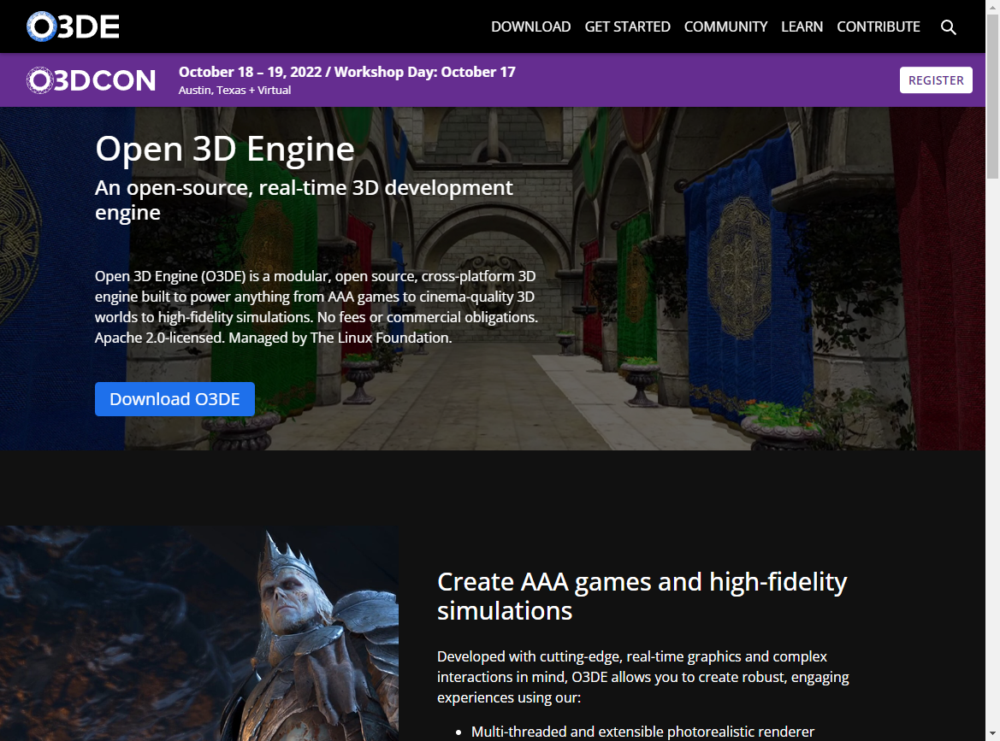 O3DE
DOWNLOAD GET STARTED COMMUNITY LEARN CONTRIBUTE
O3DCON
October 18 – 19, 2022 / Workshop Day: October 17
Austin, Texas + Virtual
REGISTER
Open 3D Engine
An open-source, real-time 3D development
engine
Open 3D Engine (O3DE) is a modular, open source, cross-platform 3D
engine built to power anything from AAA games to cinema-quality 3D
worlds to high-fidelity simulations. No fees or commercial obligations.
Apache 2.0-licensed. Managed by The Linux Foundation.
Download O3DE
Create AAA games and high-fidelity
simulations
Developed with cutting-edge, real-time graphics and complex
interactions in mind, O3DE allows you to create robust, engaging
experiences using our:
• Multi-threaded and extensible photorealistic renderer